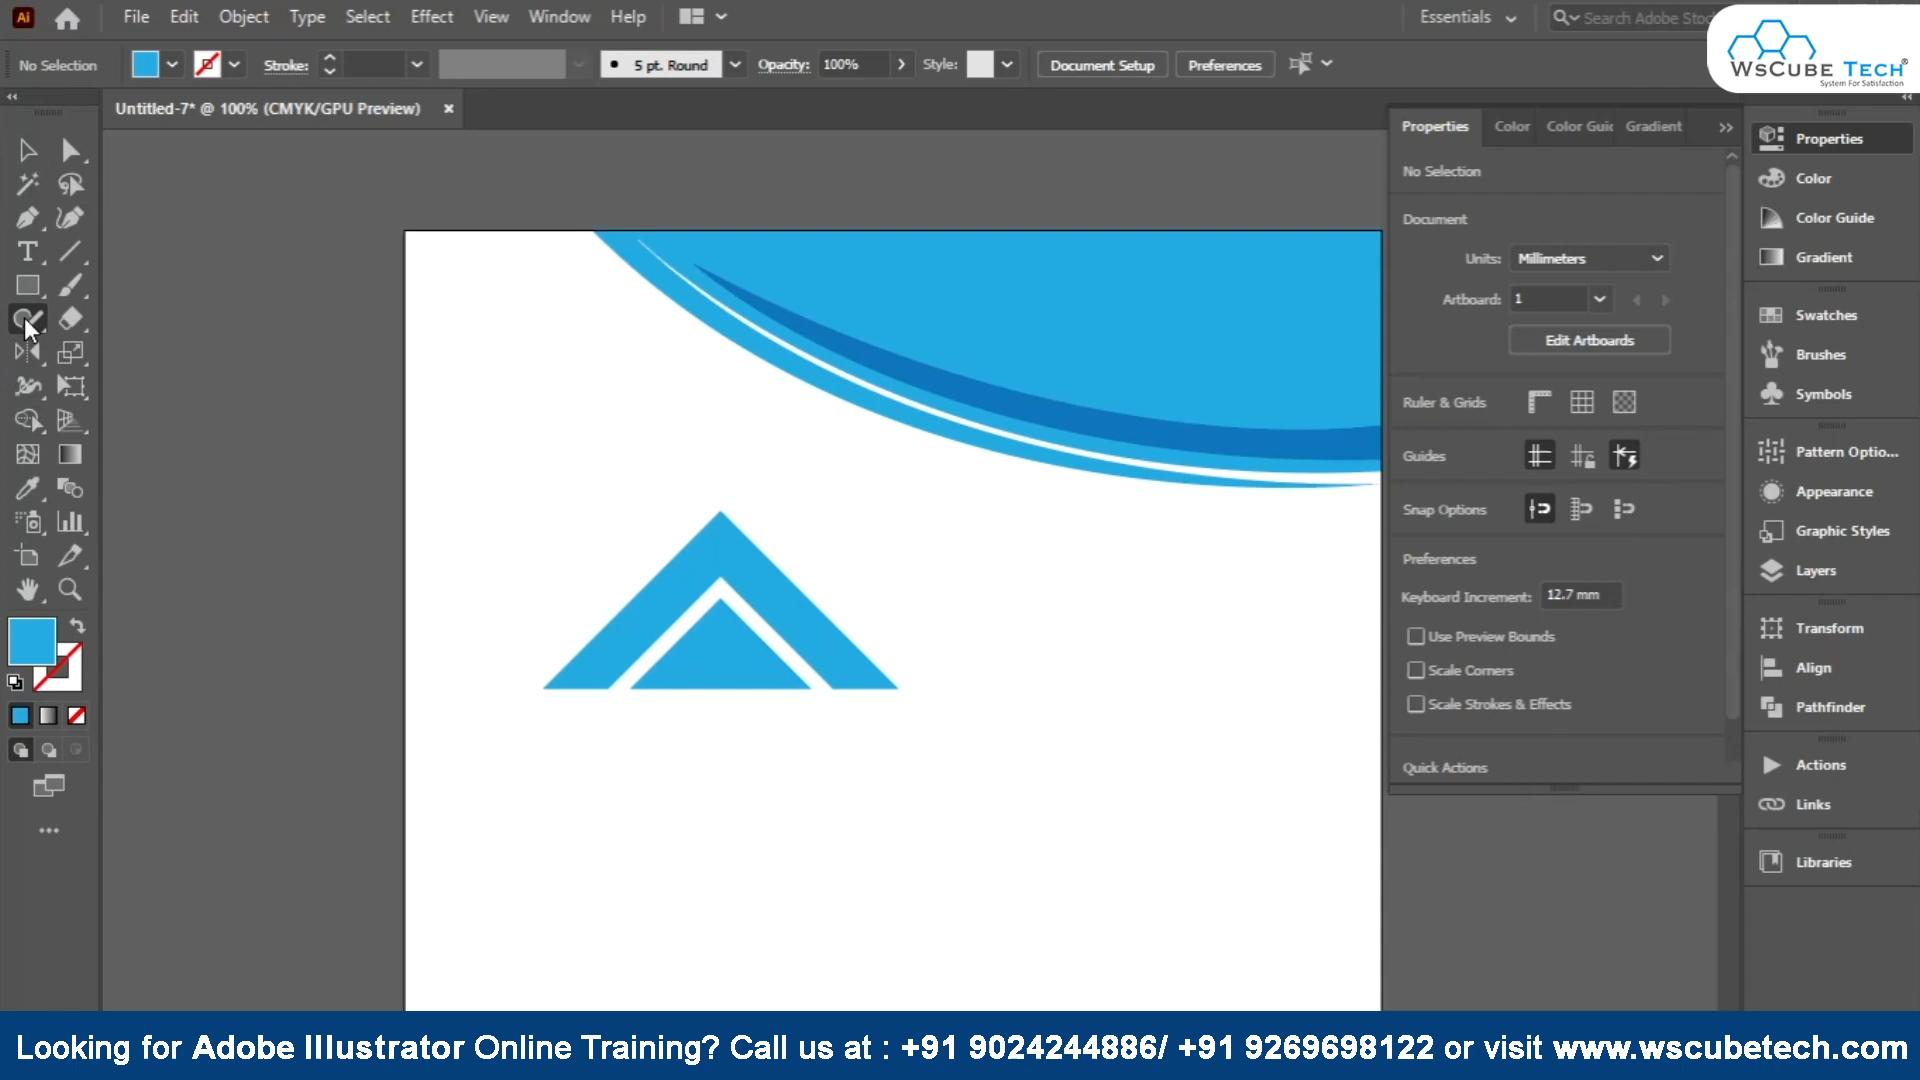 Ai File Edit Object Type Select Effect View Window Help Essentials Search Adobe Stoc
WsCube Tech®
System For Satisfaction
No Selection Stroke: 5 pt. Round Opacity: 100% Style: Document Setup Preferences
Untitled-7* @ 100% (CMYK/GPU Preview) ×
Properties Color Color Guic Gradient
No Selection
Document
Units: Millimeters
Artboard: 1
Edit Artboards
Ruler & Grids
Guides
Snap Options
Preferences
Keyboard Increment: 12.7 mm
Use Preview Bounds
Scale Corners
Scale Strokes & Effects
Quick Actions
Properties
Color
Color Guide
Gradient
Swatches
Brushes
Symbols
Pattern Optio...
Appearance
Graphic Styles
Layers
Transform
Align
Pathfinder
Actions
Links
Libraries
Looking for Adobe Illustrator Online Training? Call us at : +91 9024244886/ +91 9269698122 or visit www.wscubetech.com